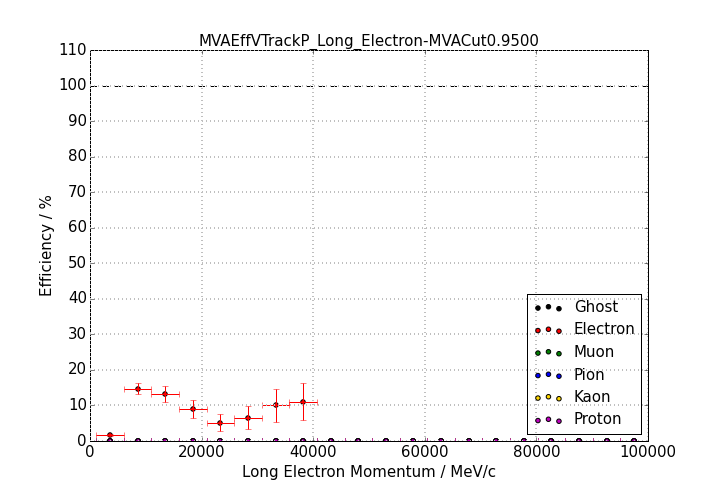 MVAEffVTrackP_Long_Electron-MVACut0.9500
110
100
90
80
70
60
50
40
30
20
10
0
Efficiency / %
Ghost
Electron
Muon
Pion
Kaon
Proton
0 20000 40000 60000 80000 100000
Long Electron Momentum / MeV/c